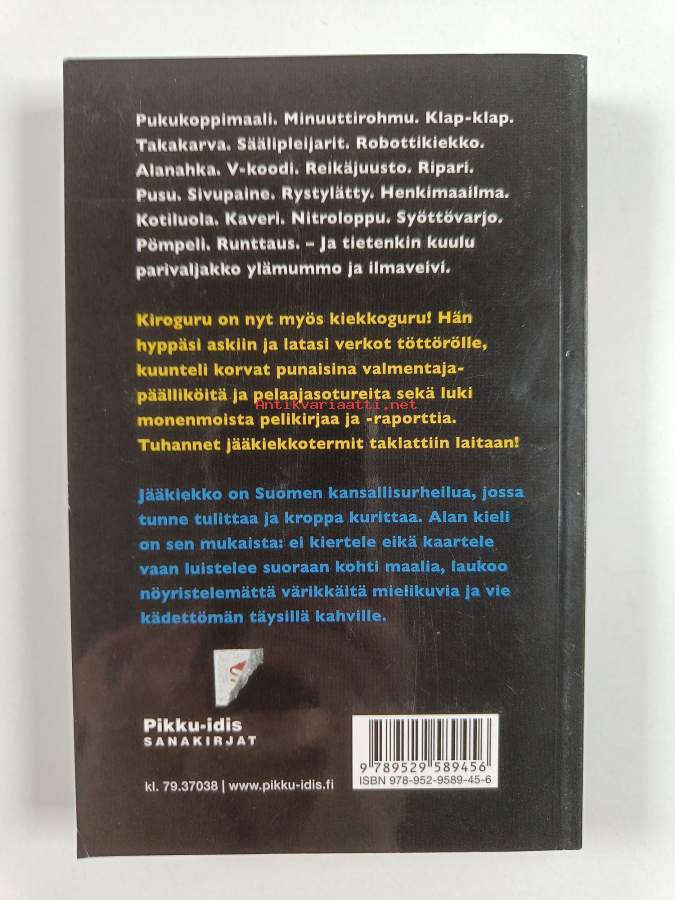 Pukukoppimaali. Minuuttirohmu. Klap-klap.
Takakarva. Säälipleijarit. Robottikiekko.
Alanahka. V-koodi. Reikäjuusto. Ripari.
Pusu. Sivupaine. Rystylätty. Henkimaailma.
Kotiluola. Kaveri. Nitroloppu. Syöttövarjo.
Pömpeli. Runttaus. – Ja tietenkin kuulu
parivaljakko ylämummo ja ilmaveivi.
Kiroguru on nyt myös kiekkoguru! Hän
hyppäsi askiin ja latasi verkot töttörölle,
kuunteli korvat punaisina valmentaja-
päälliköitä ja pelaajasotureita sekä luki
Antikvariaatti.net
monenmoista pelikirjaa ja -raporttia.
Tuhannet jääkiekkotermit taklattiin laitaan!
Jääkiekko on Suomen kansallisurheilua, jossa
tunne tulittaa ja kroppa kurittaa. Alan kieli
on sen mukaista: ei kiertele eikä kaartele
vaan luistelee suoraan kohti maalia, laukoo
nöyristelemättä värikkäitä mielikuvia ja vie
kädettömän täysillä kahville.
Pikku-idis
SANAKIRJAT
kl. 79.37038 | www.pikku-idis.fi
9 789529 589456
ISBN 978-952-9589-45-6